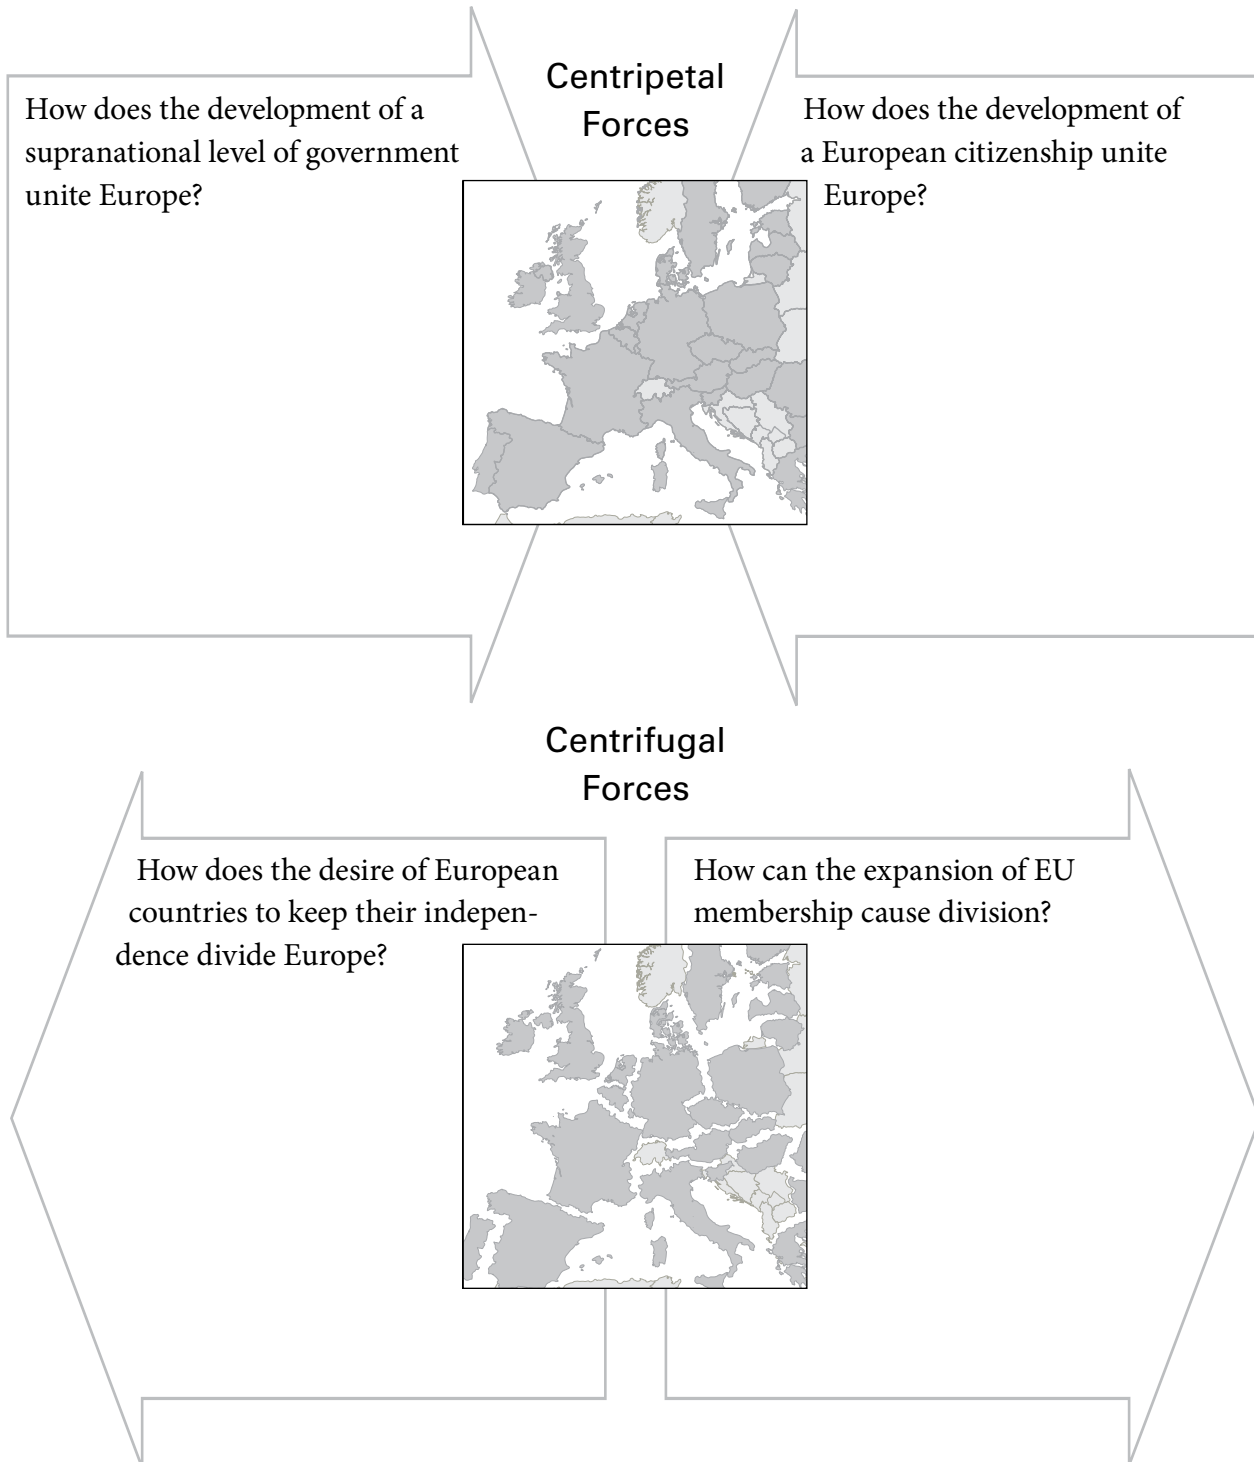 Centripetal
Forces
How does the development of a
supranational level of government
unite Europe?
How does the development of
a European citizenship unite
Europe?
Centrifugal
Forces
How does the desire of European
countries to keep their indepen-
dence divide Europe?
How can the expansion of EU
membership cause division?